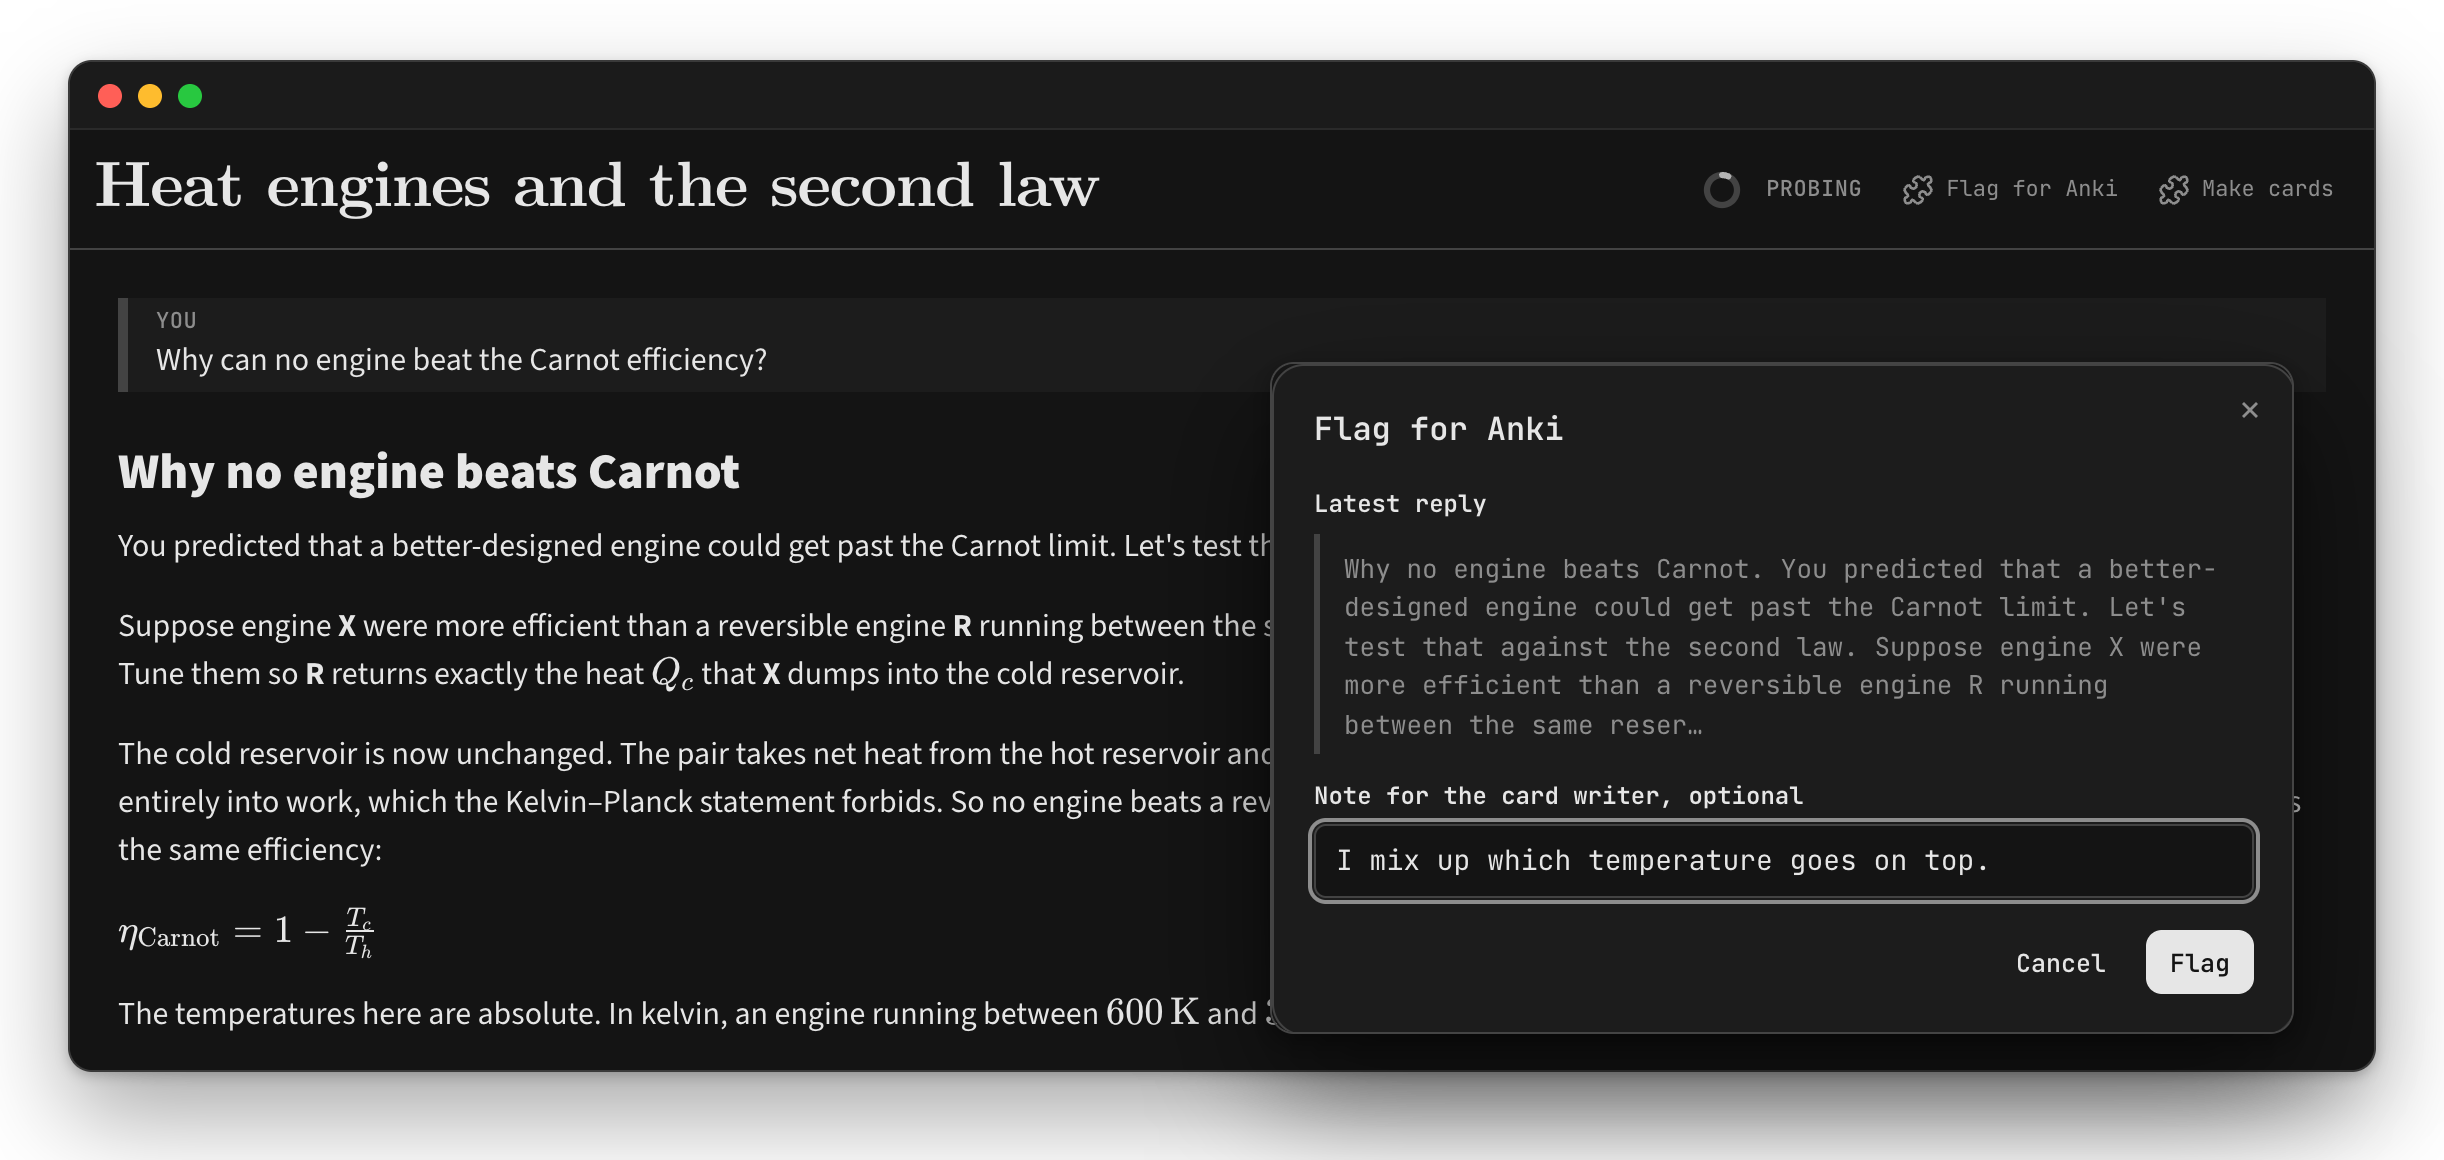 Heat engines and the second law
PROBING
Flag for Anki
Make cards
YOU
Why can no engine beat the Carnot efficiency?
Why no engine beats Carnot
You predicted that a better-designed engine could get past the Carnot limit. Let's test
Suppose engine X were more efficient than a reversible engine R running between the
Tune them so R returns exactly the heat Q_c that X dumps into the cold reservoir.
The cold reservoir is now unchanged. The pair takes net heat from the hot reservoir
entirely into work, which the Kelvin–Planck statement forbids. So no engine beats a
the same efficiency:
η_Carnot = 1 − T_c/T_h
The temperatures here are absolute. In kelvin, an engine running between 600 K and
Flag for Anki
×
Latest reply
Why no engine beats Carnot. You predicted that a better-
designed engine could get past the Carnot limit. Let's
test that against the second law. Suppose engine X were
more efficient than a reversible engine R running
between the same reser…
Note for the card writer, optional
I mix up which temperature goes on top.
Cancel
Flag